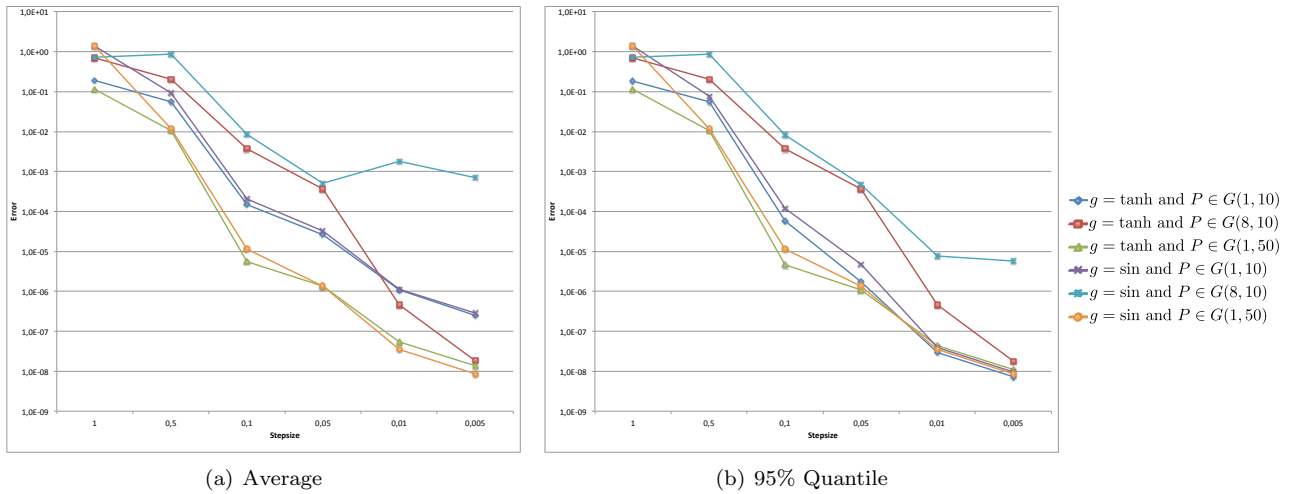 1,0E+01
1,0E+00
1,0E-01
1,0E-02
1,0E-03
1,0E-04
1,0E-05
1,0E-06
1,0E-07
1,0E-08
1,0E-09
Error
1 0,5 0,1 0,05 0,01 0,005
Stepsize
(a) Average
1,0E+01
1,0E+00
1,0E-01
1,0E-02
1,0E-03
1,0E-04
1,0E-05
1,0E-06
1,0E-07
1,0E-08
1,0E-09
Error
1 0,5 0,1 0,05 0,01 0,005
Stepsize
(b) 95% Quantile
g = tanh and P ∈ G(1, 10)
g = tanh and P ∈ G(8, 10)
g = tanh and P ∈ G(1, 50)
g = sin and P ∈ G(1, 10)
g = sin and P ∈ G(8, 10)
g = sin and P ∈ G(1, 50)